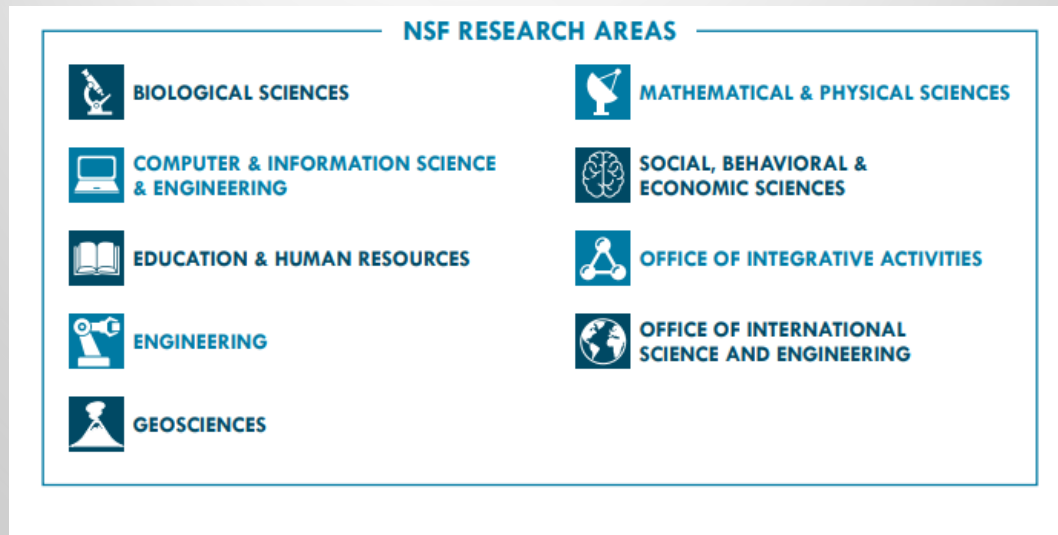 NSF RESEARCH AREAS
BIOLOGICAL SCIENCES
COMPUTER & INFORMATION SCIENCE
& ENGINEERING
EDUCATION & HUMAN RESOURCES
ENGINEERING
GEOSCIENCES
MATHEMATICAL & PHYSICAL SCIENCES
SOCIAL, BEHAVIORAL &
ECONOMIC SCIENCES
OFFICE OF INTEGRATIVE ACTIVITIES
OFFICE OF INTERNATIONAL
SCIENCE AND ENGINEERING